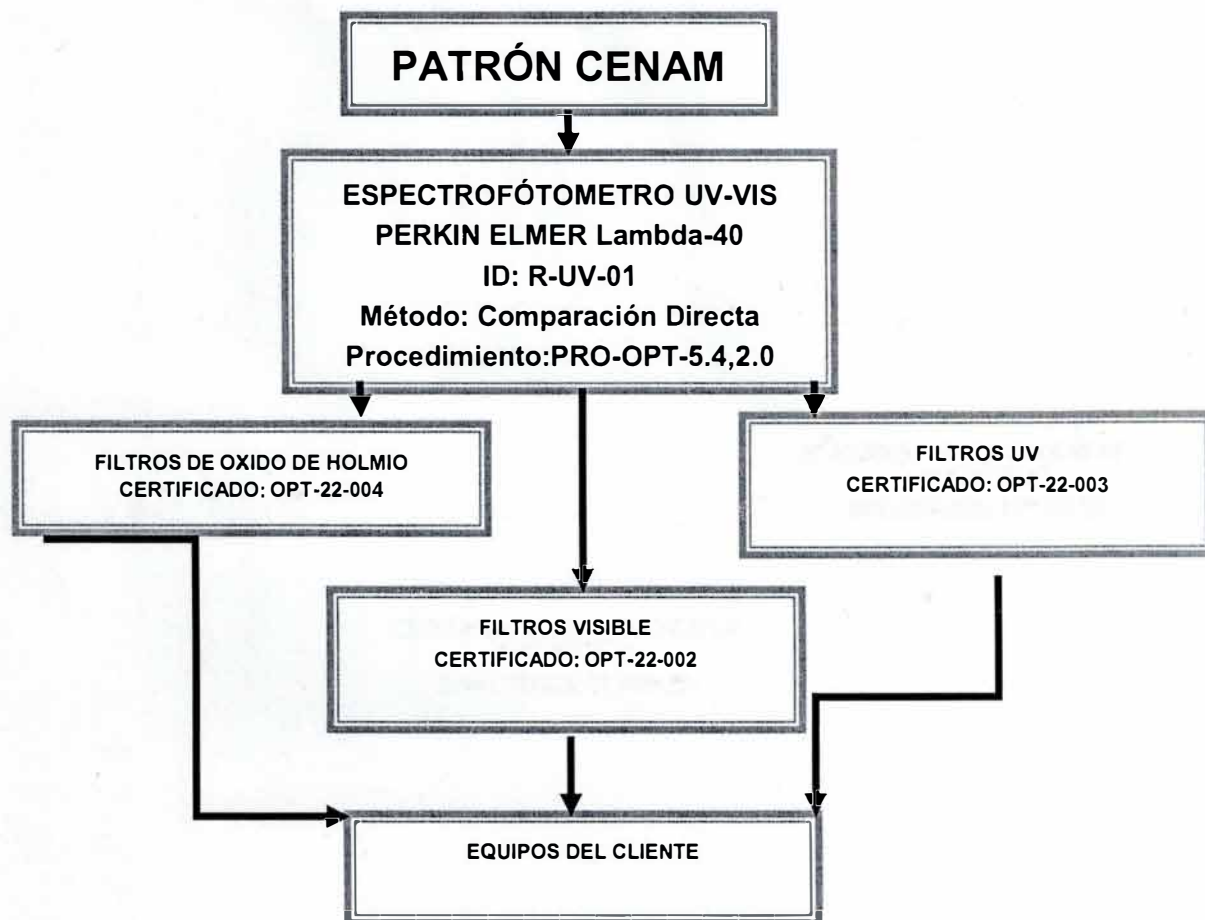 PATRÓN CENAM
ESPECTROFÓTOMETRO UV-VIS
PERKIN ELMER Lambda-40
ID: R-UV-01
Método: Comparación Directa
Procedimiento:PRO-OPT-5.4,2.0
FILTROS DE OXIDO DE HOLMIO
CERTIFICADO: OPT-22-004
FILTROS UV
CERTIFICADO: OPT-22-003
FILTROS VISIBLE
CERTIFICADO: OPT-22-002
EQUIPOS DEL CLIENTE